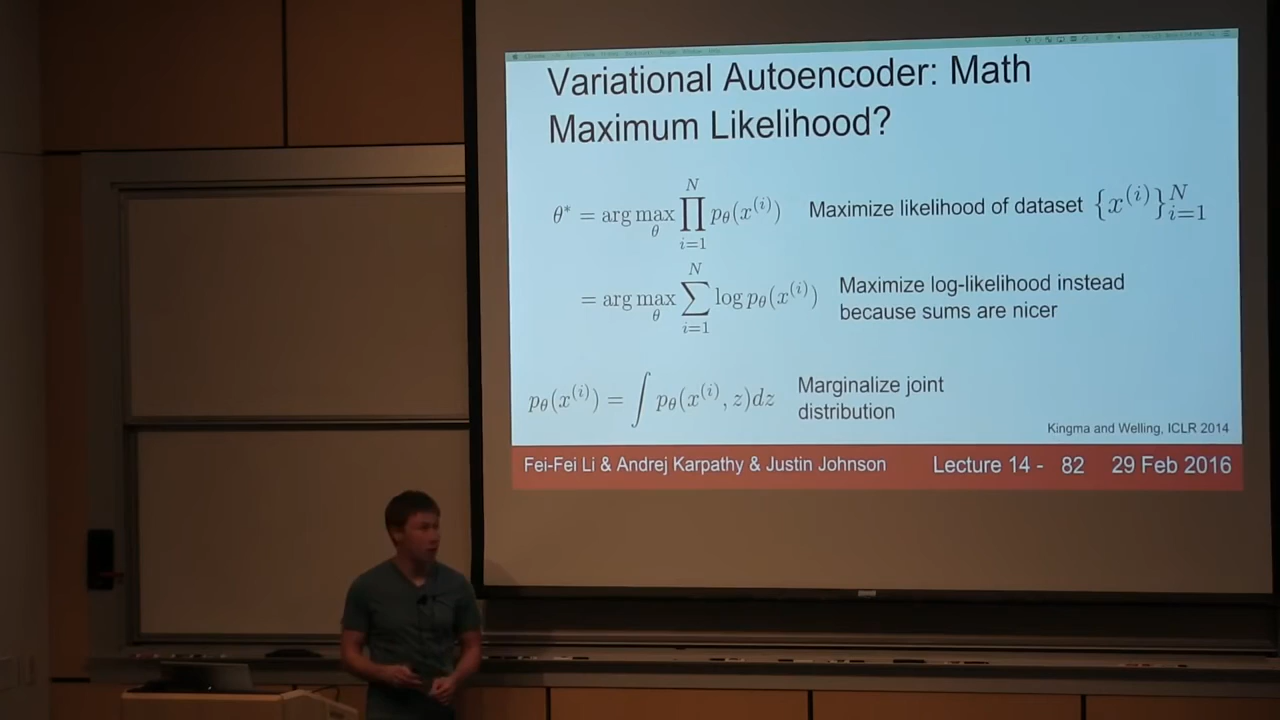 Variational Autoencoder: Math
Maximum Likelihood?
θ* = arg max_θ ∏_{i=1}^{N} p_θ(x^{(i)}) Maximize likelihood of dataset {x^{(i)}}_{i=1}^{N}
= arg max_θ ∑_{i=1}^{N} log p_θ(x^{(i)}) Maximize log-likelihood instead
because sums are nicer
p_θ(x^{(i)}) = ∫ p_θ(x^{(i)}, z)dz Marginalize joint
distribution
Kingma and Welling, ICLR 2014
Fei-Fei Li & Andrej Karpathy & Justin Johnson Lecture 14 - 82 29 Feb 2016